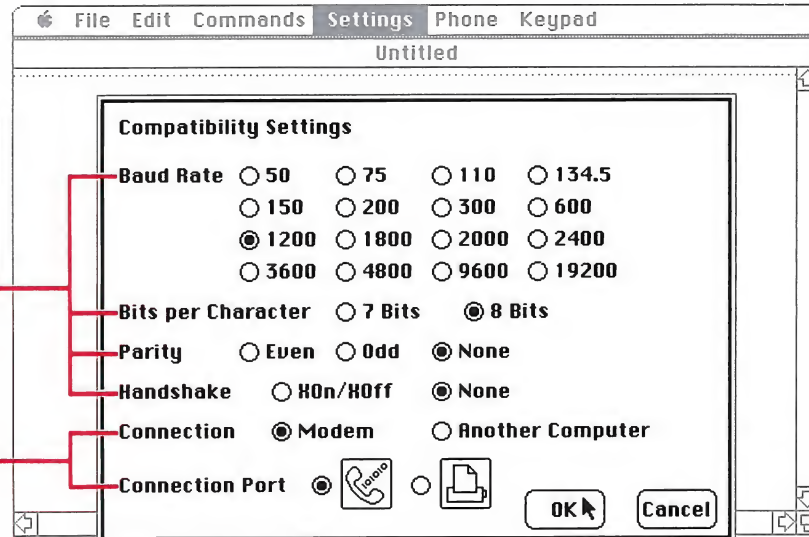 File Edit Commands Settings Phone Keypad
Untitled
Compatibility Settings
Baud Rate 50 75 110 134.5
150 200 300 600
1200 1800 2000 2400
3600 4800 9600 19200
Bits per Character 7 Bits 8 Bits
Parity Even Odd None
Handshake XOn/XOff None
Connection Modem Another Computer
Connection Port
OK Cancel